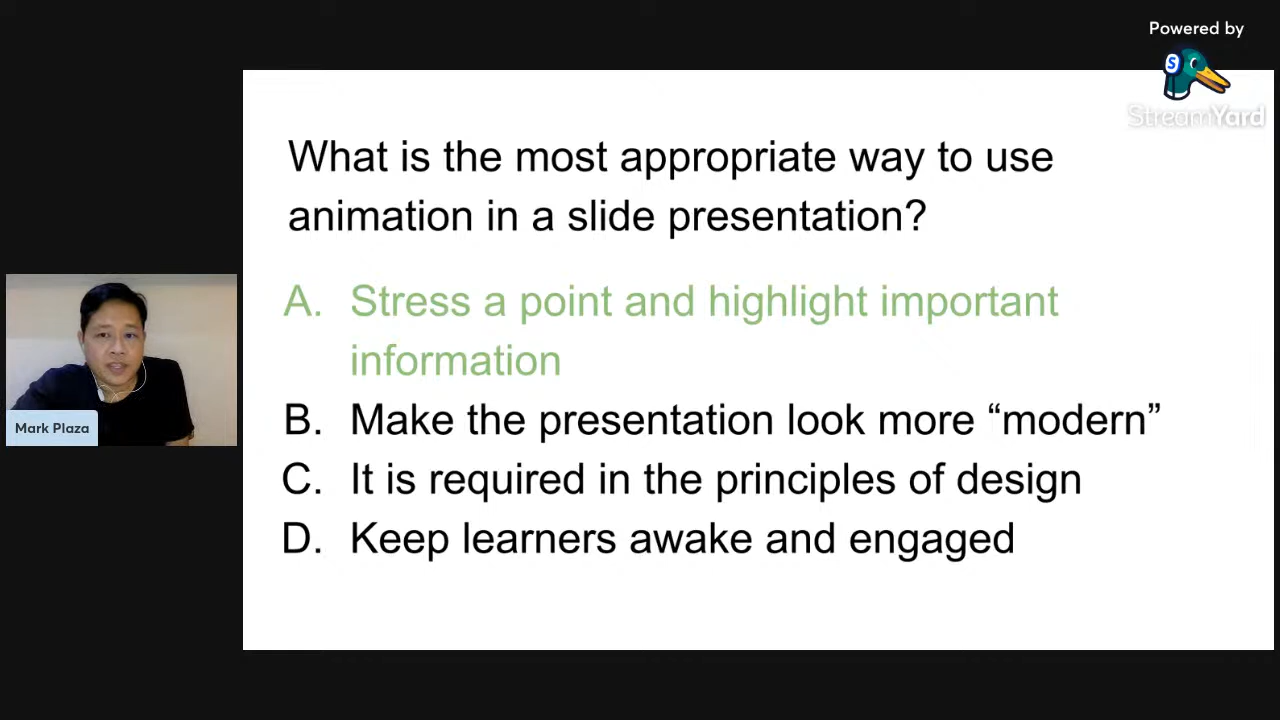 Powered by
S
StreamYard
What is the most appropriate way to use
animation in a slide presentation?
A. Stress a point and highlight important
information
B. Make the presentation look more “modern”
C. It is required in the principles of design
D. Keep learners awake and engaged
Mark Plaza